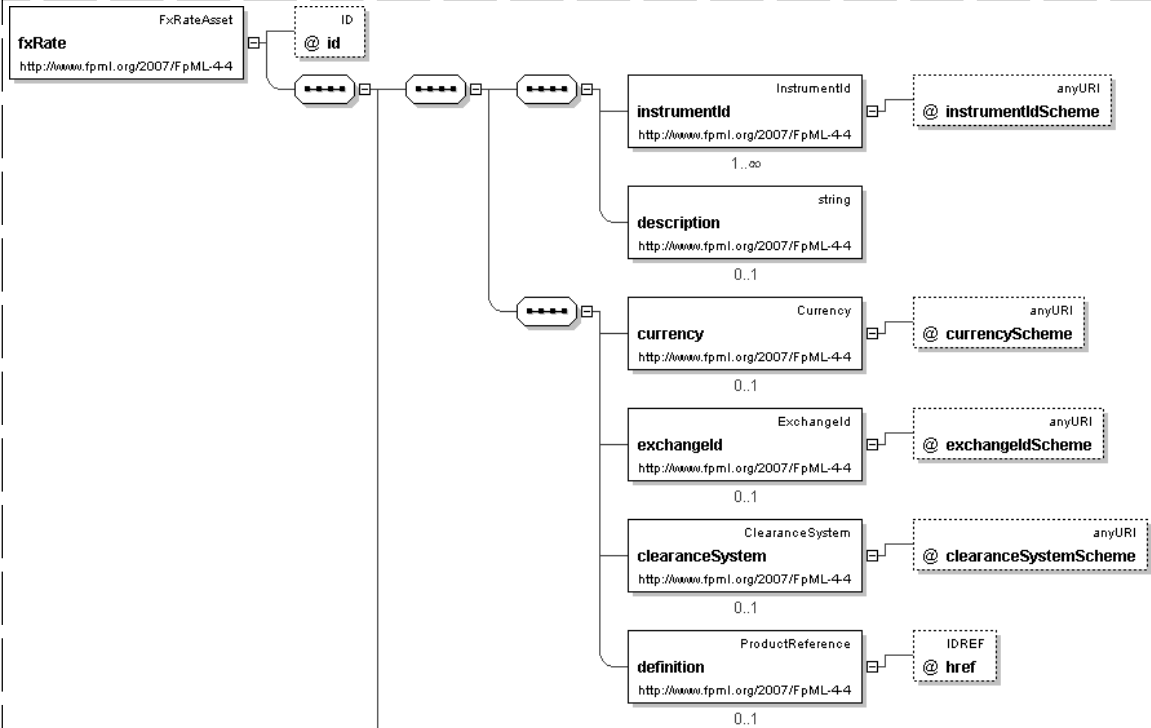 FxRateAsset
fxRate
http://www.fpml.org/2007/FpML-4-4
ID
@ id
InstrumentId
instrumentId
http://www.fpml.org/2007/FpML-4-4
1..∞
anyURI
@ instrumentIdScheme
string
description
http://www.fpml.org/2007/FpML-4-4
0..1
Currency
currency
http://www.fpml.org/2007/FpML-4-4
0..1
anyURI
@ currencyScheme
ExchangeId
exchangeId
http://www.fpml.org/2007/FpML-4-4
0..1
anyURI
@ exchangeIdScheme
ClearanceSystem
clearanceSystem
http://www.fpml.org/2007/FpML-4-4
0..1
anyURI
@ clearanceSystemScheme
ProductReference
definition
http://www.fpml.org/2007/FpML-4-4
0..1
IDREF
@ href